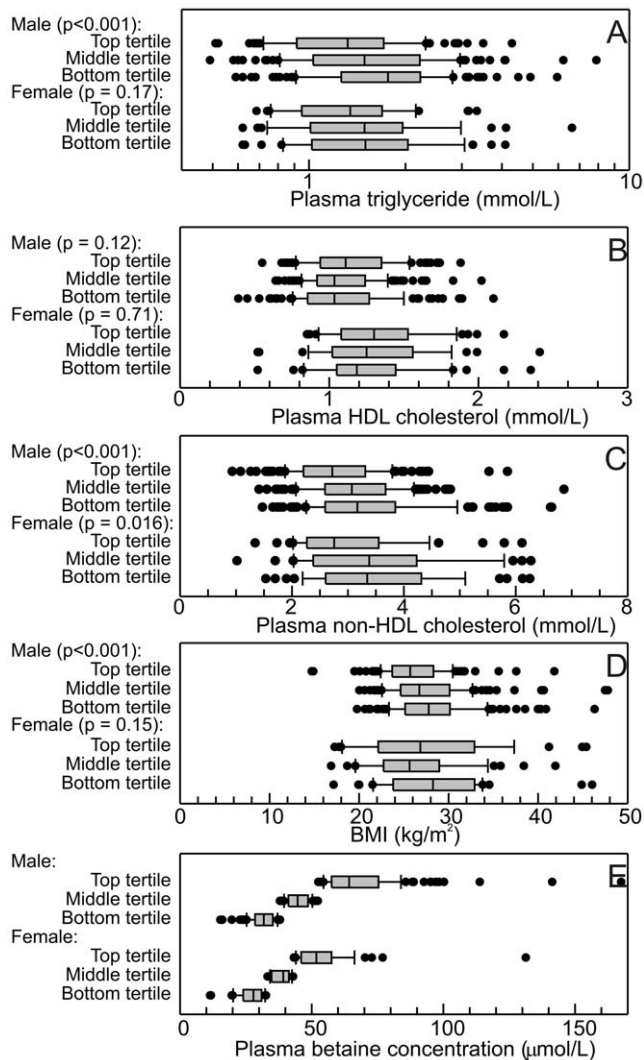 A
Male (p<0.001):
Top tertile
Middle tertile
Bottom tertile
Female (p = 0.17):
Top tertile
Middle tertile
Bottom tertile
1 10
Plasma triglyceride (mmol/L)
B
Male (p = 0.12):
Top tertile
Middle tertile
Bottom tertile
Female (p = 0.71):
Top tertile
Middle tertile
Bottom tertile
0 1 2 3
Plasma HDL cholesterol (mmol/L)
C
Male (p<0.001):
Top tertile
Middle tertile
Bottom tertile
Female (p = 0.016):
Top tertile
Middle tertile
Bottom tertile
0 2 4 6 8
Plasma non-HDL cholesterol (mmol/L)
D
Male (p<0.001):
Top tertile
Middle tertile
Bottom tertile
Female (p = 0.15):
Top tertile
Middle tertile
Bottom tertile
0 10 20 30 40 50
BMI (kg/m²)
E
Male:
Top tertile
Middle tertile
Bottom tertile
Female:
Top tertile
Middle tertile
Bottom tertile
0 50 100 150
Plasma betaine concentration (μmol/L)